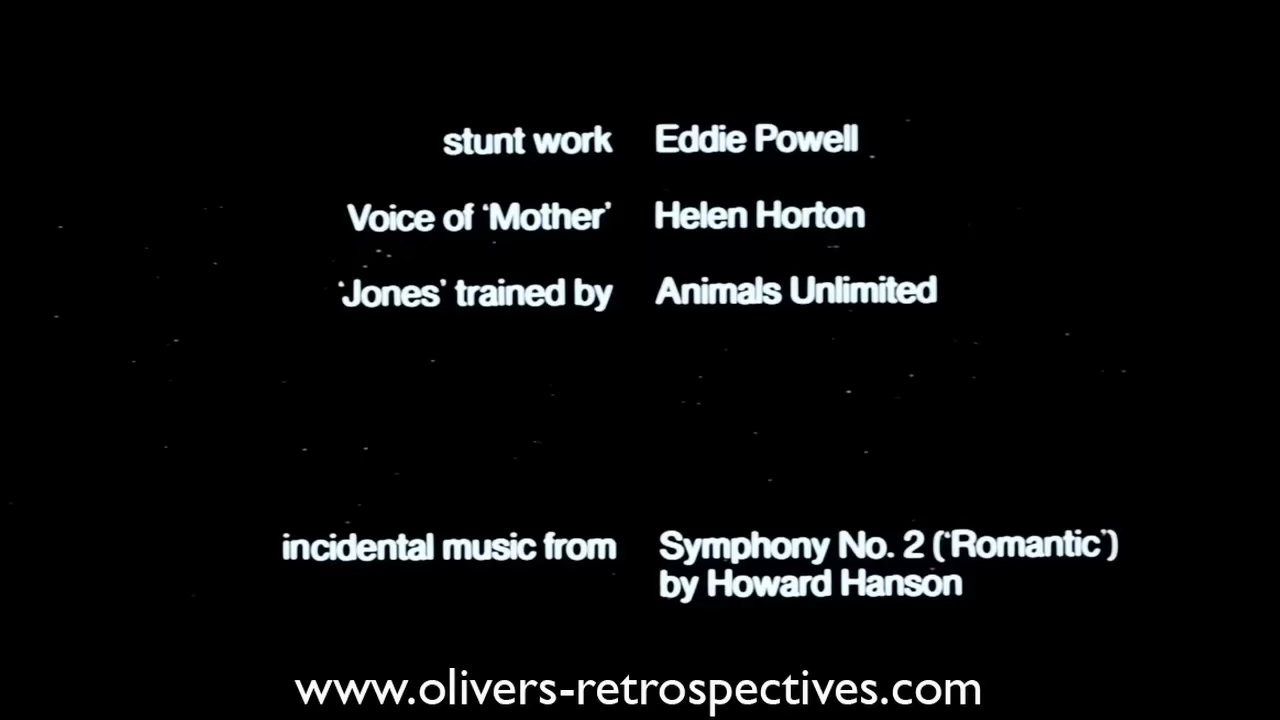 stunt work Eddie Powell
Voice of ‘Mother’ Helen Horton
‘Jones’ trained by Animals Unlimited
incidental music from Symphony No. 2 (‘Romantic’)
by Howard Hanson
www.olivers-retrospectives.com